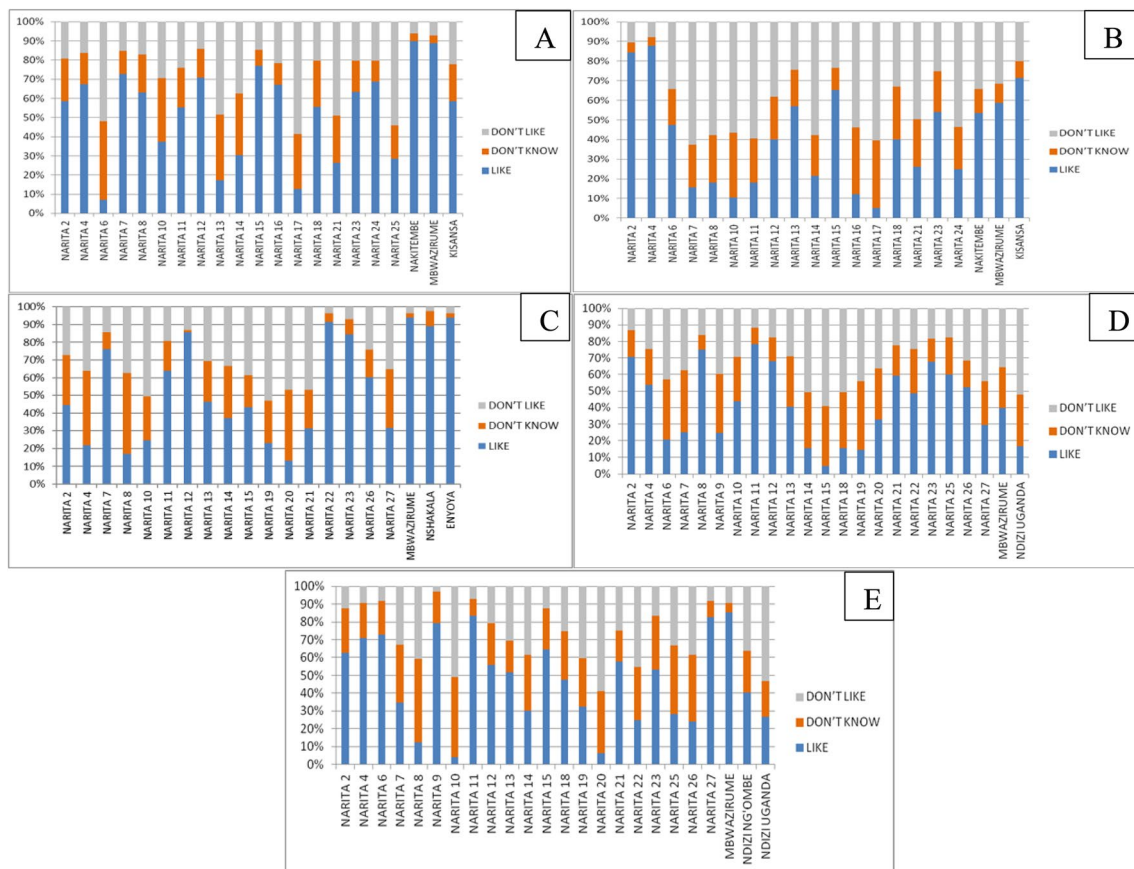 A
100%
90%
80%
70%
60%
50%
40%
30%
20%
10%
0%
NARITA 2
NARITA 4
NARITA 6
NARITA 7
NARITA 8
NARITA 10
NARITA 11
NARITA 12
NARITA 13
NARITA 14
NARITA 15
NARITA 16
NARITA 17
NARITA 18
NARITA 21
NARITA 23
NARITA 24
NARITA 25
NAKITEMBE
MBWAZIRUME
KISANSA
DON'T LIKE
DON'T KNOW
LIKE
B
100%
90%
80%
70%
60%
50%
40%
30%
20%
10%
0%
NARITA 2
NARITA 4
NARITA 6
NARITA 7
NARITA 8
NARITA 10
NARITA 11
NARITA 12
NARITA 13
NARITA 14
NARITA 15
NARITA 16
NARITA 17
NARITA 18
NARITA 21
NARITA 23
NARITA 24
NAKITEMBE
MBWAZIRUME
KISANSA
DON'T LIKE
DON'T KNOW
LIKE
C
100%
90%
80%
70%
60%
50%
40%
30%
20%
10%
0%
NARITA 2
NARITA 4
NARITA 7
NARITA 8
NARITA 10
NARITA 11
NARITA 12
NARITA 13
NARITA 14
NARITA 15
NARITA 19
NARITA 20
NARITA 21
NARITA 22
NARITA 23
NARITA 26
NARITA 27
MBWAZIRUME
NSHAKALA
ENYOYA
DON'T LIKE
DON'T KNOW
LIKE
D
100%
90%
80%
70%
60%
50%
40%
30%
20%
10%
0%
NARITA 2
NARITA 4
NARITA 6
NARITA 7
NARITA 8
NARITA 9
NARITA 10
NARITA 11
NARITA 12
NARITA 13
NARITA 14
NARITA 15
NARITA 18
NARITA 19
NARITA 20
NARITA 21
NARITA 22
NARITA 23
NARITA 25
NARITA 26
NARITA 27
MBWAZIRUME
NDIZI UGANDA
DON'T LIKE
DON'T KNOW
LIKE
E
100%
90%
80%
70%
60%
50%
40%
30%
20%
10%
0%
NARITA 2
NARITA 4
NARITA 6
NARITA 7
NARITA 8
NARITA 9
NARITA 10
NARITA 11
NARITA 12
NARITA 13
NARITA 14
NARITA 15
NARITA 18
NARITA 19
NARITA 20
NARITA 21
NARITA 22
NARITA 23
NARITA 25
NARITA 26
NARITA 27
MBWAZIRUME
NDIZI NG'OMBE
NDIZI UGANDA
DON'T LIKE
DON'T KNOW
LIKE